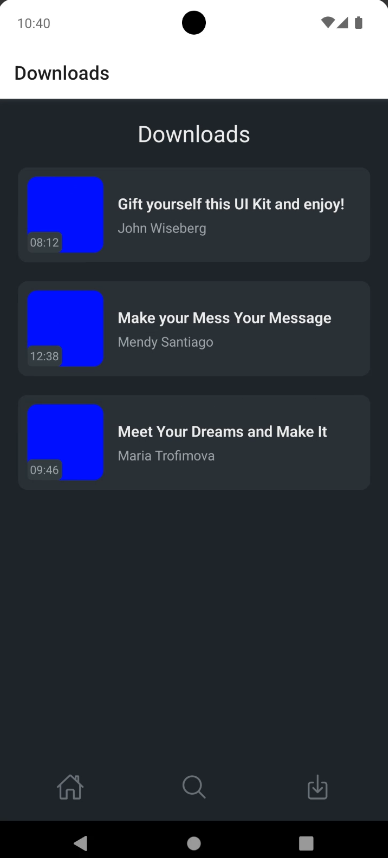 10:40
Downloads
Downloads
Gift yourself this UI Kit and enjoy!
John Wiseberg
08:12
Make your Mess Your Message
Mendy Santiago
12:38
Meet Your Dreams and Make It
Maria Trofimova
09:46